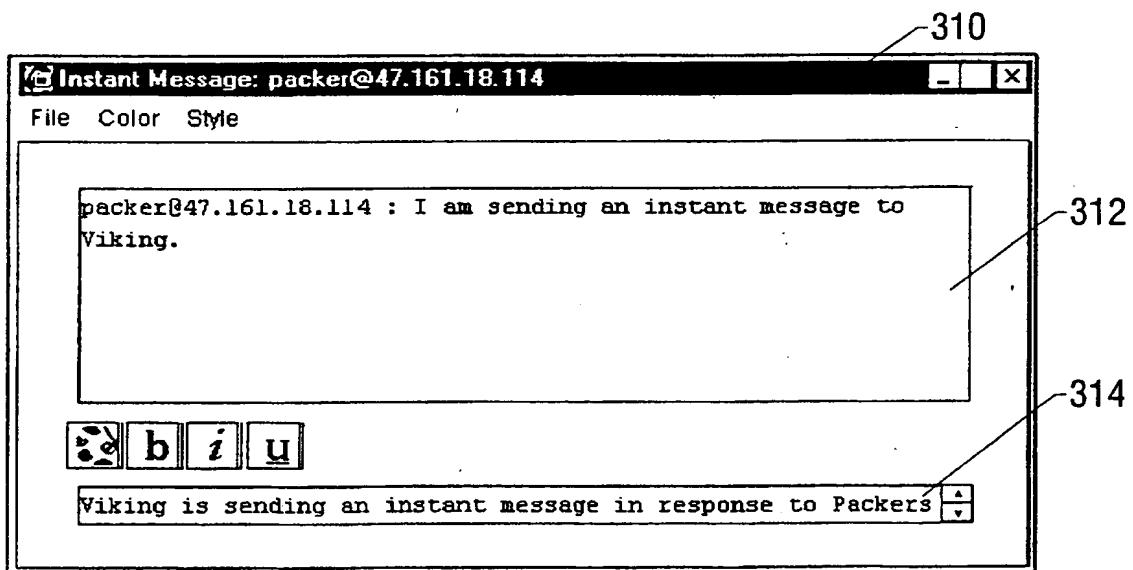 310
Instant Message: packer@47.161.18.114
File Color Style
packer@47.161.18.114 : I am sending an instant message to
Viking.
312
314
b i u
Viking is sending an instant message in response to Packers